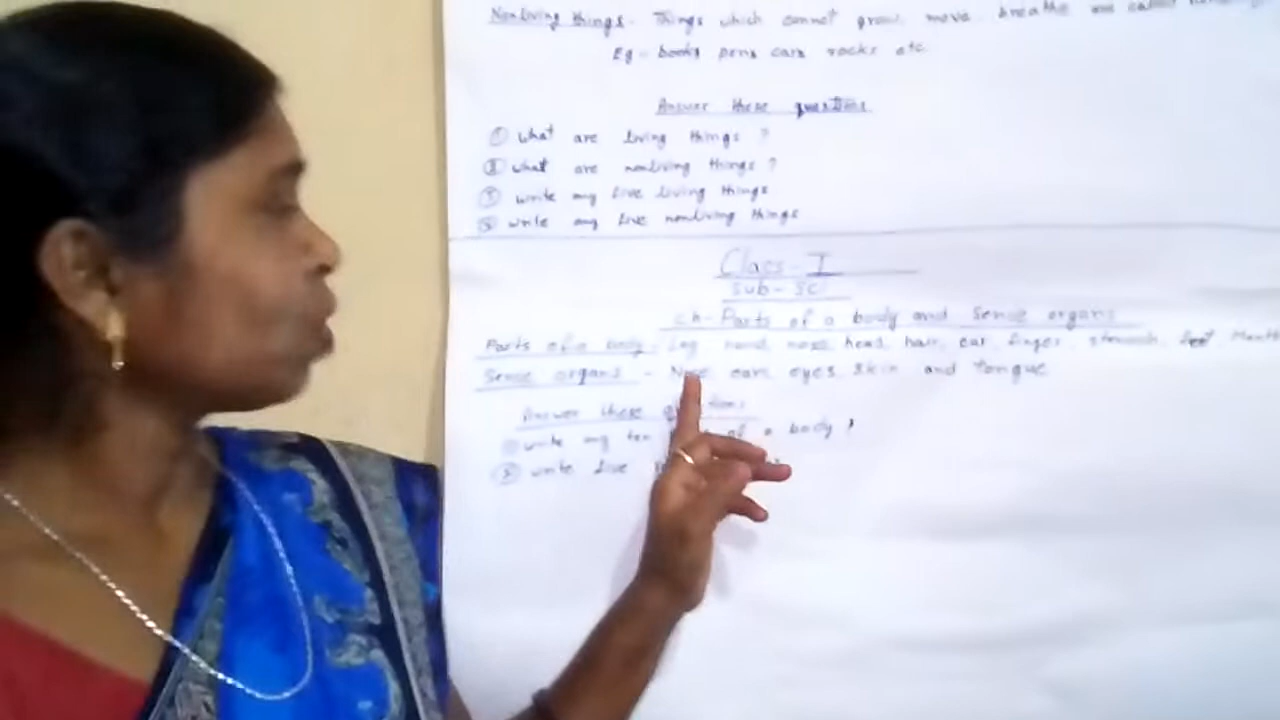 Nonliving things - Things which cannot grow, move breathe are called
Eg - books pens cars rocks etc.
Answer these questions
① what are living things ?
② what are nonliving things ?
③ write any five living things
④ write any five nonliving things
Class - I
Sub - SC
Ch - Parts of a body and Sense organs
Parts of a body - Leg hand nose head, hair, ear finger, stomach, feet
Sense organs - Nose ears eyes, skin and tongue
Answer these questions
① write any ten of a body ?
② write five